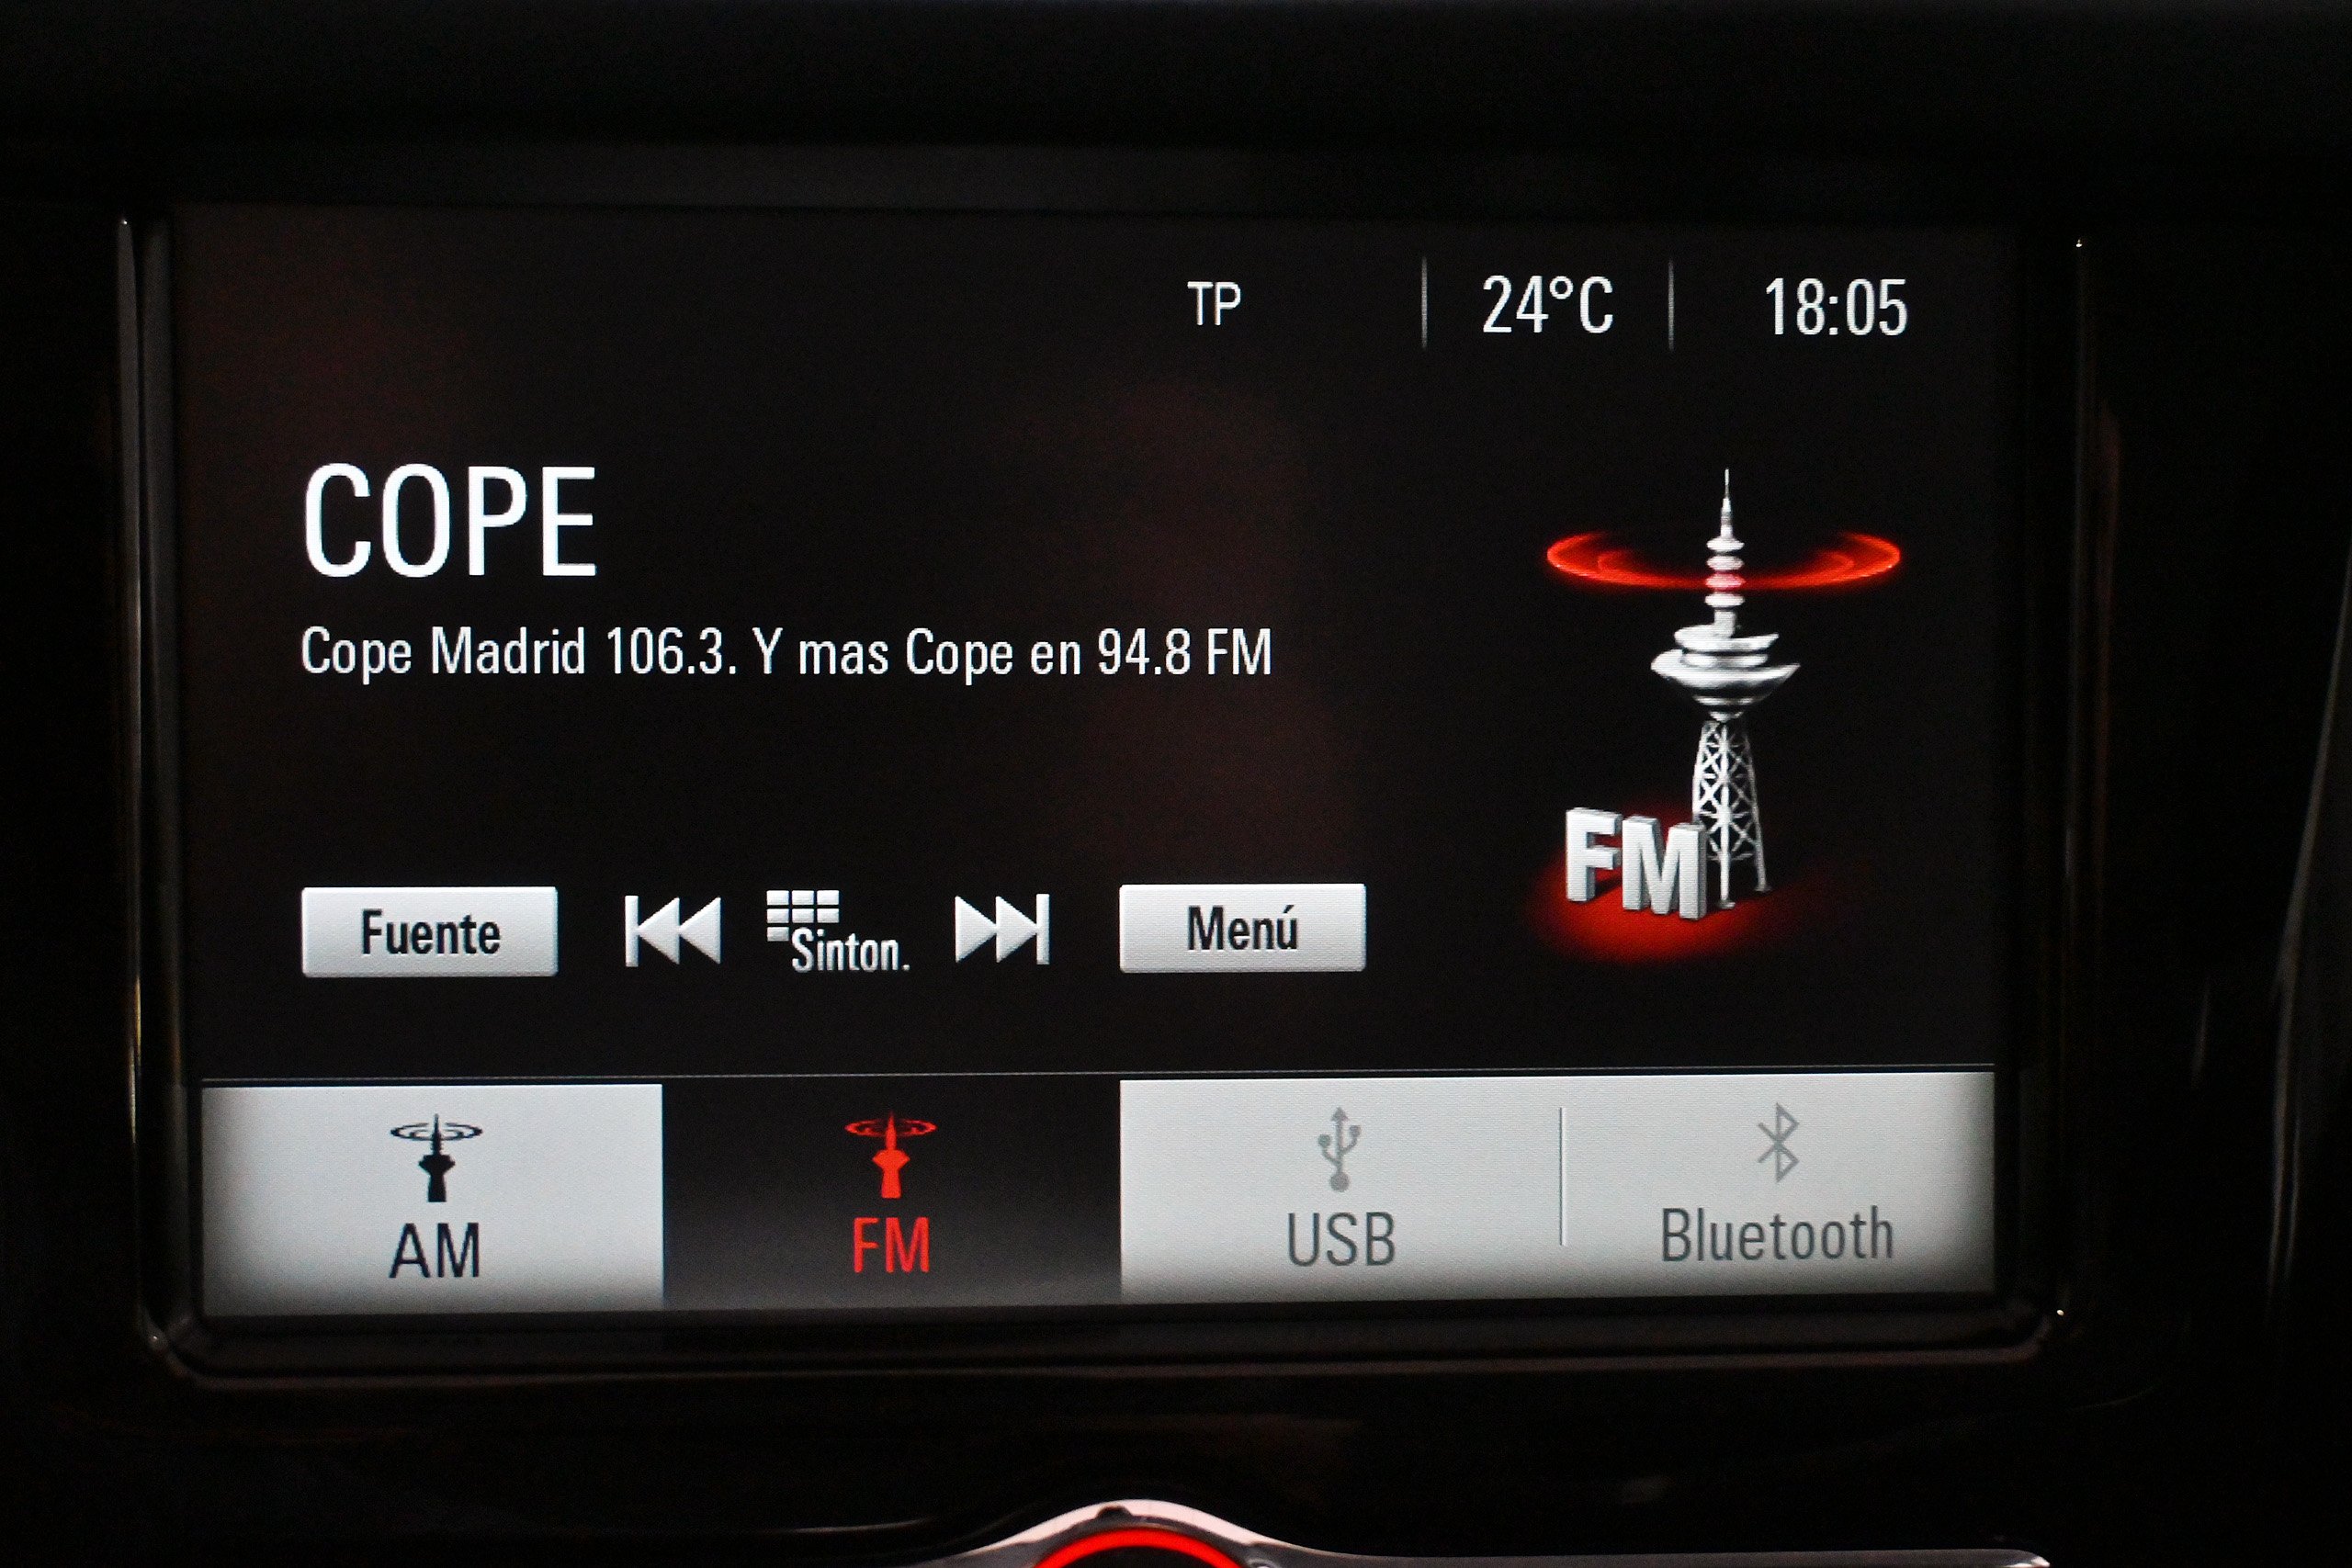 TP 24°C 18:05
COPE
Cope Madrid 106.3. Y mas Cope en 94.8 FM
FM
Fuente Sinton. Menú
AM FM USB Bluetooth